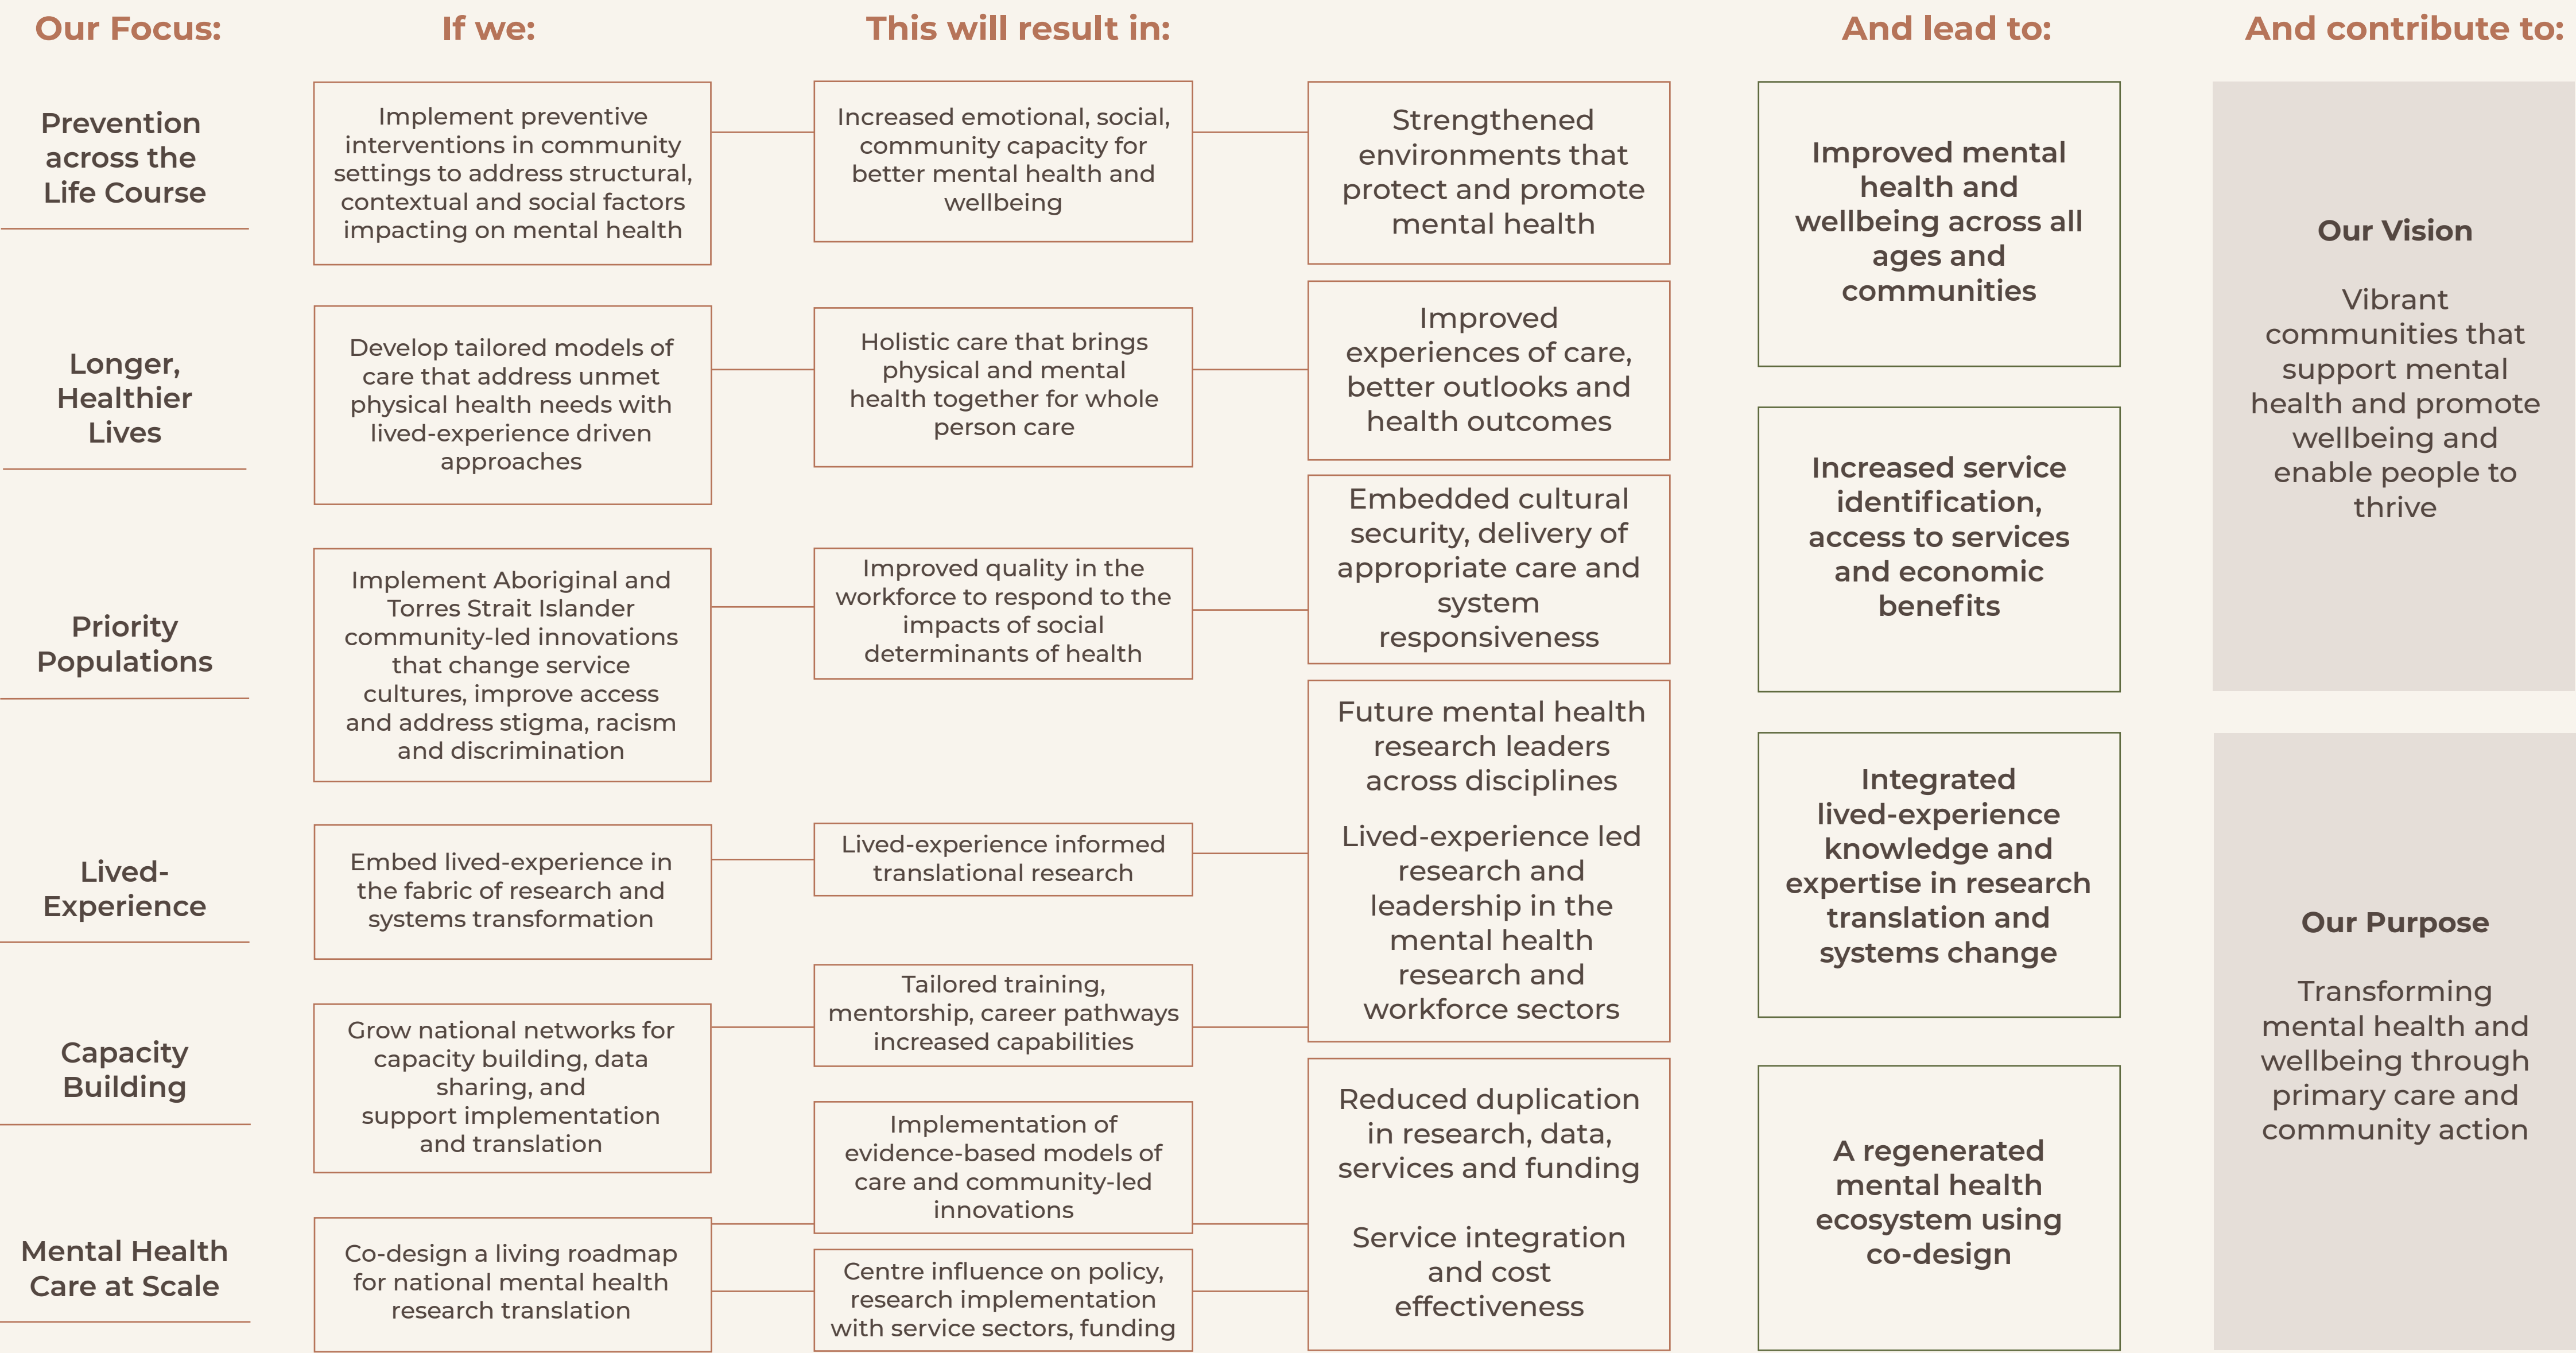 Our Focus:
If we:
This will result in:
And lead to:
And contribute to:
Prevention
across the
Life Course
Implement preventive
interventions in community
settings to address structural,
contextual and social factors
impacting on mental health
Increased emotional, social,
community capacity for
better mental health and
wellbeing
Strengthened
environments that
protect and promote
mental health
Longer,
Healthier
Lives
Develop tailored models of
care that address unmet
physical health needs with
lived-experience driven
approaches
Holistic care that brings
physical and mental
health together for whole
person care
Improved
experiences of care,
better outlooks and
health outcomes
Priority
Populations
Implement Aboriginal and
Torres Strait Islander
community-led innovations
that change service
cultures, improve access
and address stigma, racism
and discrimination
Improved quality in the
workforce to respond to the
impacts of social
determinants of health
Embedded cultural
security, delivery of
appropriate care and
system
responsiveness
Lived-
Experience
Embed lived-experience in
the fabric of research and
systems transformation
Lived-experience informed
translational research
Future mental health
research leaders
across disciplines
Lived-experience led
research and
leadership in the
mental health
research and
workforce sectors
Capacity
Building
Grow national networks for
capacity building, data
sharing, and
support implementation
and translation
Tailored training,
mentorship, career pathways
increased capabilities
Mental Health
Care at Scale
Co-design a living roadmap
for national mental health
research translation
Implementation of
evidence-based models of
care and community-led
innovations
Centre influence on policy,
research implementation
with service sectors, funding
Reduced duplication
in research, data,
services and funding
Service integration
and cost
effectiveness
Improved mental
health and
wellbeing across all
ages and
communities
Increased service
identification,
access to services
and economic
benefits
Integrated
lived-experience
knowledge and
expertise in research
translation and
systems change
A regenerated
mental health
ecosystem using
co-design
Our Vision
Vibrant
communities that
support mental
health and promote
wellbeing and
enable people to
thrive
Our Purpose
Transforming
mental health and
wellbeing through
primary care and
community action